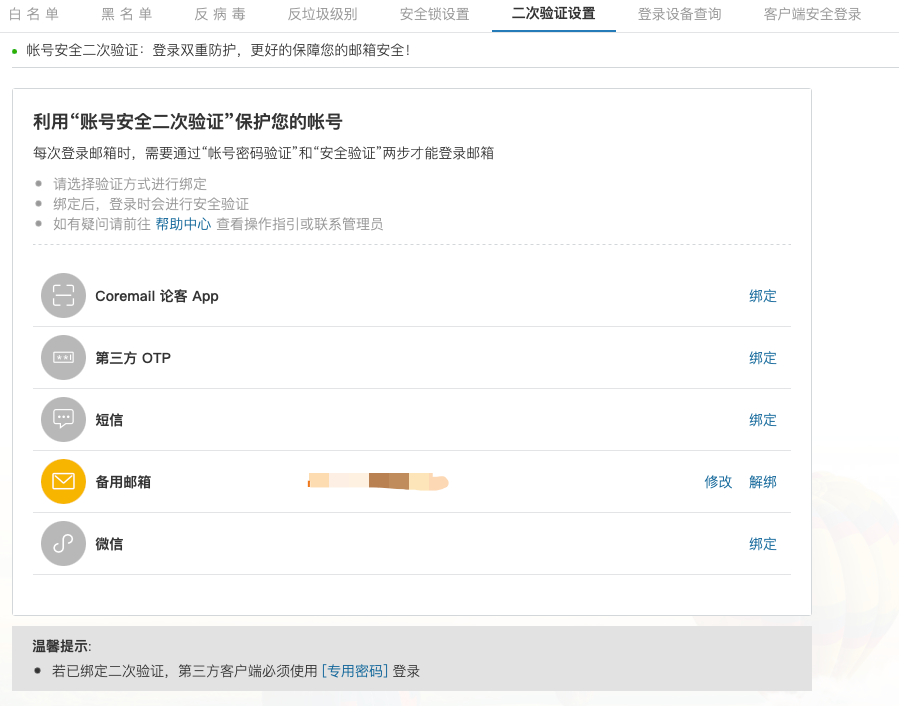 白 名 单 黑 名 单 反 病 毒 反垃圾级别 安全锁设置 二次验证设置 登录设备查询 客户端安全登录
帐号安全二次验证：登录双重防护，更好的保障您的邮箱安全！
利用“账号安全二次验证”保护您的帐号
每次登录邮箱时，需要通过“帐号密码验证”和“安全验证”两步才能登录邮箱
请选择验证方式进行绑定
绑定后，登录时会进行安全验证
如有疑问请前往 帮助中心 查看操作指引或联系管理员
Coremail 论客 App 绑定
第三方 OTP 绑定
短信 绑定
备用邮箱 修改 解绑
微信 绑定
温馨提示:
若已绑定二次验证，第三方客户端必须使用 [专用密码] 登录